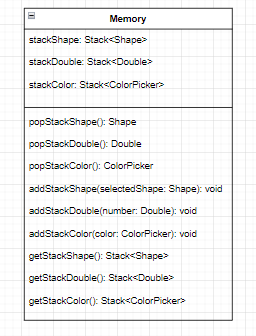 Memory
stackShape: Stack<Shape>
stackDouble: Stack<Double>
stackColor: Stack<ColorPicker>
popStackShape(): Shape
popStackDouble(): Double
popStackColor(): ColorPicker
addStackShape(selectedShape: Shape): void
addStackDouble(number: Double): void
addStackColor(color: ColorPicker): void
getStackShape(): Stack<Shape>
getStackDouble(): Stack<Double>
getStackColor(): Stack<ColorPicker>